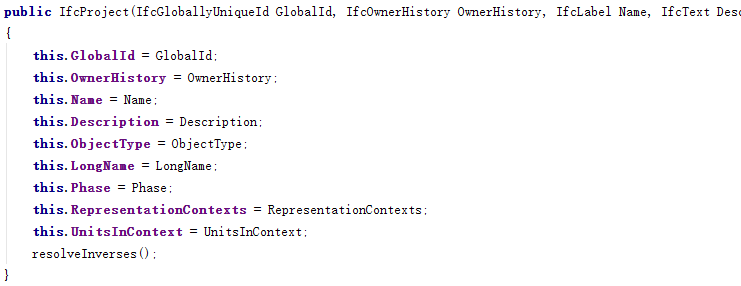 public IfcProject(IfcGloballyUniqueId GlobalId, IfcOwnerHistory OwnerHistory, IfcLabel Name, IfcText Desc
{
this.GlobalId = GlobalId;
this.OwnerHistory = OwnerHistory;
this.Name = Name;
this.Description = Description;
this.ObjectType = ObjectType;
this.LongName = LongName;
this.Phase = Phase;
this.RepresentationContexts = RepresentationContexts;
this.UnitsInContext = UnitsInContext;
resolveInverses();
}